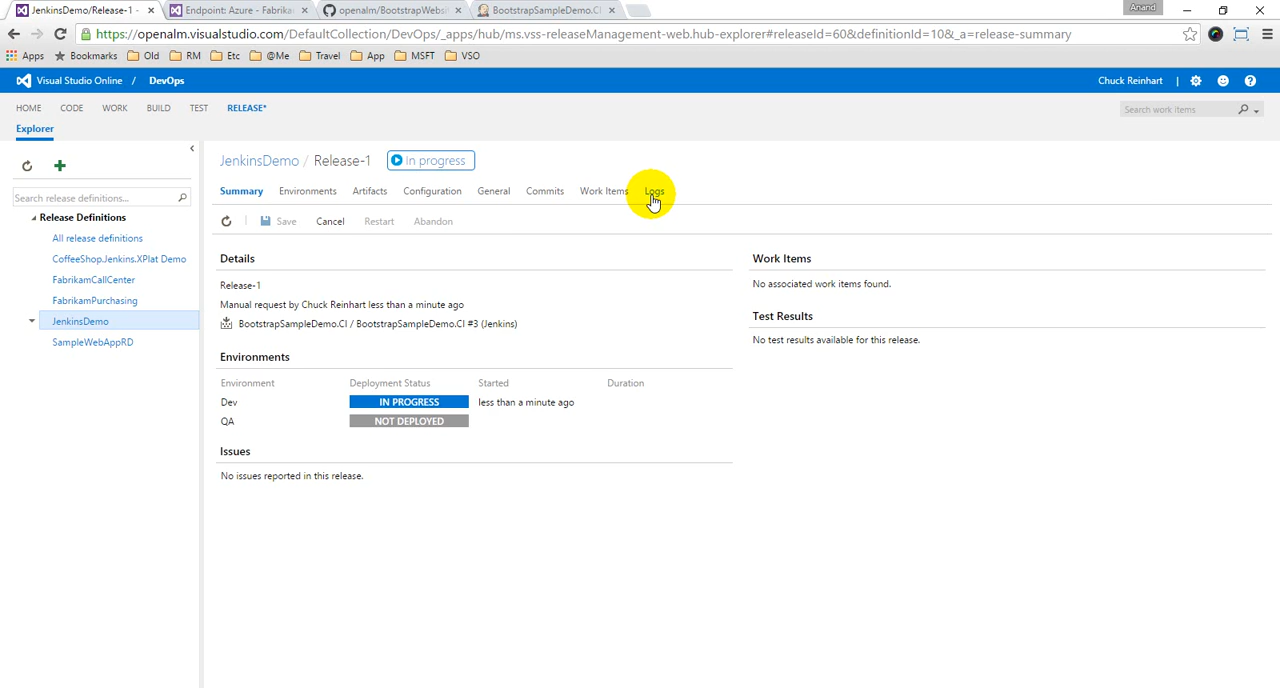 JenkinsDemo/Release-1 -
Endpoint: Azure - Fabrikam
openalm/BootstrapWebsi
BootstrapSampleDemo.CI
Anand
https://openalm.visualstudio.com/DefaultCollection/DevOps/_apps/hub/ms.vss-releaseManagement-web.hub-explorer#releaseId=60&definitionId=10&_a=release-summary
Apps Bookmarks Old RM Etc @Me Travel App MSFT VSO
Visual Studio Online / DevOps
Chuck Reinhart
HOME CODE WORK BUILD TEST RELEASE*
Search work items
Explorer
Search release definitions...
Release Definitions
All release definitions
CoffeeShop.Jenkins.XPlat Demo
FabrikamCallCenter
FabrikamPurchasing
JenkinsDemo
SampleWebAppRD
JenkinsDemo / Release-1 In progress
Summary Environments Artifacts Configuration General Commits Work Items Logs
Save Cancel Restart Abandon
Details
Release-1
Manual request by Chuck Reinhart less than a minute ago
BootstrapSampleDemo.CI / BootstrapSampleDemo.CI #3 (Jenkins)
Environments
Environment Deployment Status Started Duration
Dev IN PROGRESS less than a minute ago
QA NOT DEPLOYED
Issues
No issues reported in this release.
Work Items
No associated work items found.
Test Results
No test results available for this release.